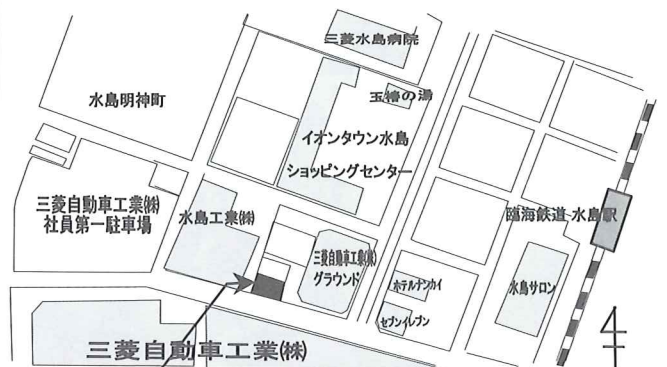 三菱水島病院
玉椿の湯
水島明神町
イオンタウン水島
ショッピングセンター
三菱自動車工業㈱
社員第一駐車場
水島工業㈱
三菱自動車工業㈱
グラウンド
臨海鉄道 水島駅
ホテルナンカイ
水島サロン
セブンイレブン
三菱自動車工業㈱